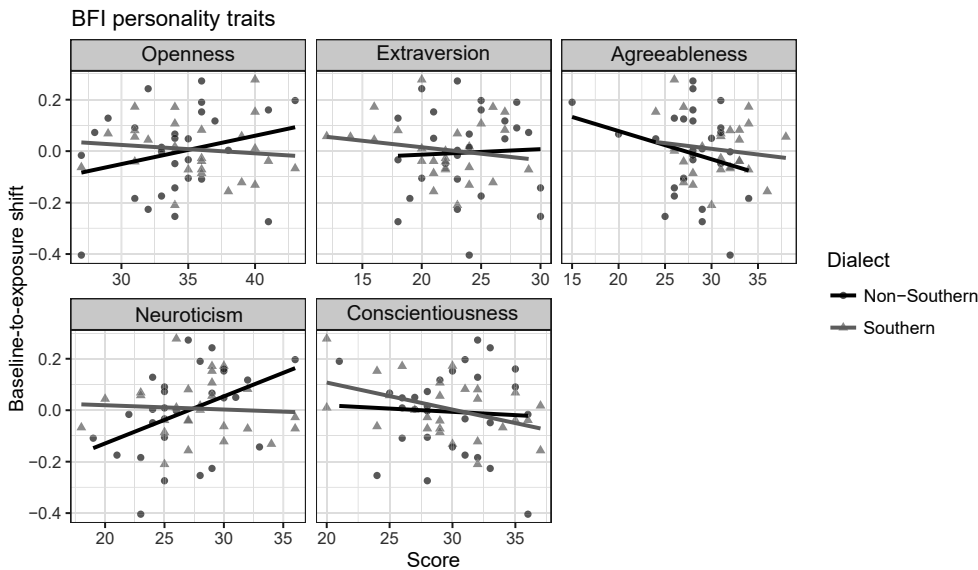 BFI personality traits
Openness Extraversion Agreeableness
0.2
0.0
−0.2
−0.4
30 35 40 15 20 25 30 15 20 25 30 35
Neuroticism Conscientiousness
0.2
0.0
−0.2
−0.4
20 25 30 35 20 25 30 35
Score
Baseline-to-exposure shift
Dialect
Non−Southern
Southern